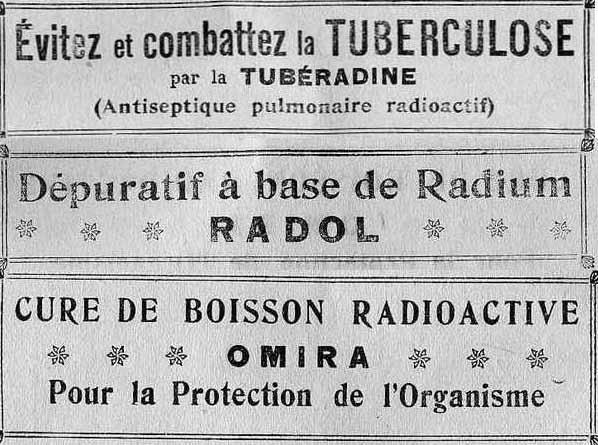 Évitez et combattez la TUBERCULOSE
par la TUBÉRADINE
(Antiseptique pulmonaire radioactif)
Dépuratif à base de Radium
RADOL
CURE DE BOISSON RADIOACTIVE
OMIRA
Pour la Protection de l'Organisme